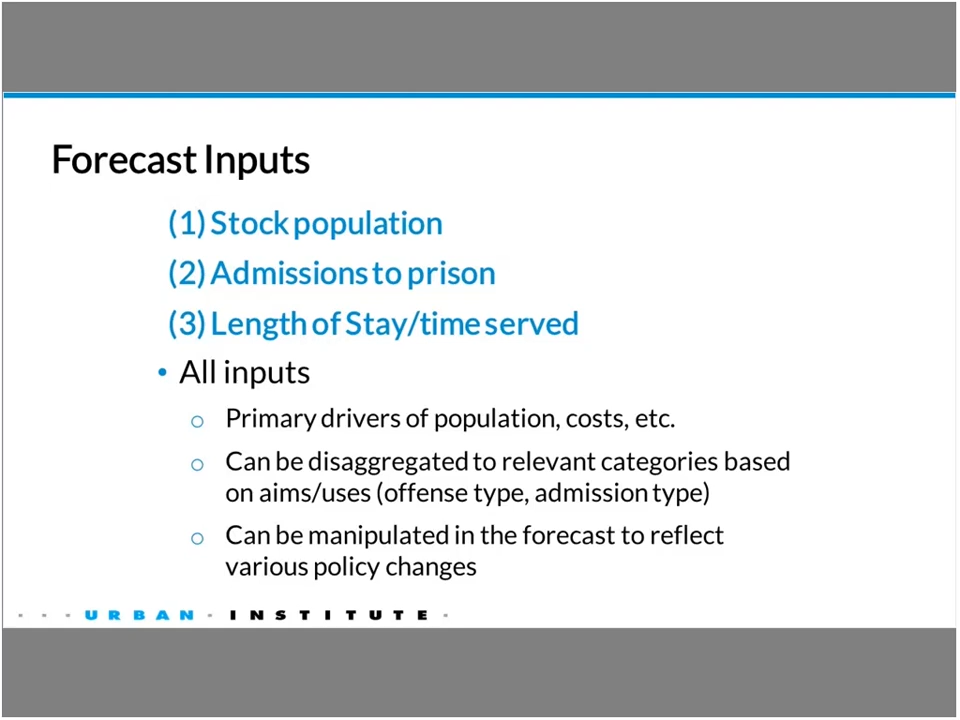 Forecast Inputs
(1) Stock population
(2) Admissions to prison
(3) Length of Stay/time served
• All inputs
o Primary drivers of population, costs, etc.
o Can be disaggregated to relevant categories based
on aims/uses (offense type, admission type)
o Can be manipulated in the forecast to reflect
various policy changes
URBAN INSTITUTE